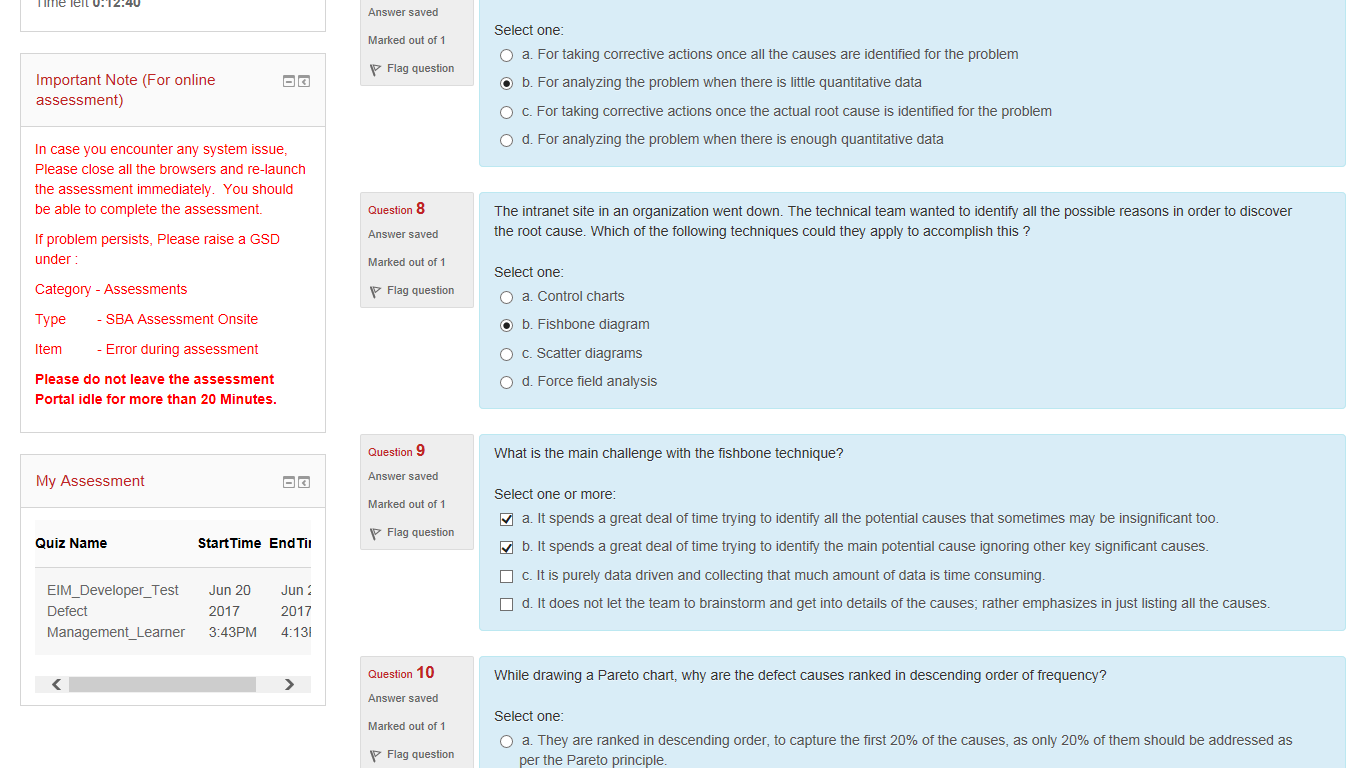 Time left 0:12:40
Important Note (For online
assessment)
In case you encounter any system issue,
Please close all the browsers and re-launch
the assessment immediately.  You should
be able to complete the assessment.
If problem persists, Please raise a GSD
under :
Category - Assessments
Type - SBA Assessment Onsite
Item - Error during assessment
Please do not leave the assessment
Portal idle for more than 20 Minutes.
My Assessment
Quiz Name StartTime EndTi
EIM_Developer_Test Jun 20 Jun 2
Defect 2017 2017
Management_Learner 3:43PM 4:13
Answer saved
Marked out of 1
Flag question
Select one:
a. For taking corrective actions once all the causes are identified for the problem
b. For analyzing the problem when there is little quantitative data
c. For taking corrective actions once the actual root cause is identified for the problem
d. For analyzing the problem when there is enough quantitative data
Question 8
Answer saved
Marked out of 1
Flag question
The intranet site in an organization went down. The technical team wanted to identify all the possible reasons in order to discover
the root cause. Which of the following techniques could they apply to accomplish this ?
Select one:
a. Control charts
b. Fishbone diagram
c. Scatter diagrams
d. Force field analysis
Question 9
Answer saved
Marked out of 1
Flag question
What is the main challenge with the fishbone technique?
Select one or more:
a. It spends a great deal of time trying to identify all the potential causes that sometimes may be insignificant too.
b. It spends a great deal of time trying to identify the main potential cause ignoring other key significant causes.
c. It is purely data driven and collecting that much amount of data is time consuming.
d. It does not let the team to brainstorm and get into details of the causes; rather emphasizes in just listing all the causes.
Question 10
Answer saved
Marked out of 1
Flag question
While drawing a Pareto chart, why are the defect causes ranked in descending order of frequency?
Select one:
a. They are ranked in descending order, to capture the first 20% of the causes, as only 20% of them should be addressed as
per the Pareto principle.